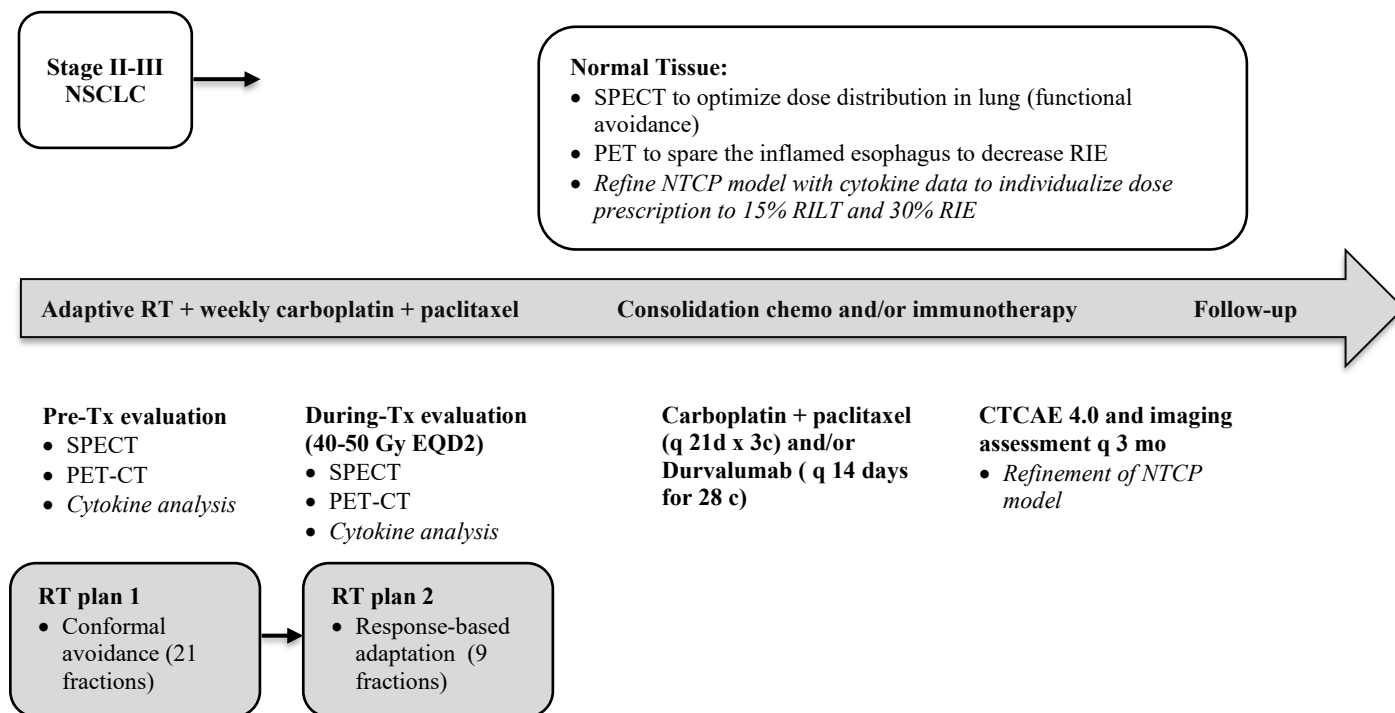 Stage II-III
NSCLC
Normal Tissue:
• SPECT to optimize dose distribution in lung (functional
avoidance)
• PET to spare the inflamed esophagus to decrease RIE
• Refine NTCP model with cytokine data to individualize dose
prescription to 15% RILT and 30% RIE
Adaptive RT + weekly carboplatin + paclitaxel
Consolidation chemo and/or immunotherapy
Follow-up
Pre-Tx evaluation
• SPECT
• PET-CT
• Cytokine analysis
During-Tx evaluation
(40-50 Gy EQD2)
• SPECT
• PET-CT
• Cytokine analysis
Carboplatin + paclitaxel
(q 21d x 3c) and/or
Durvalumab ( q 14 days
for 28 c)
CTCAE 4.0 and imaging
assessment q 3 mo
• Refinement of NTCP
model
RT plan 1
• Conformal
avoidance (21
fractions)
RT plan 2
• Response-based
adaptation (9
fractions)